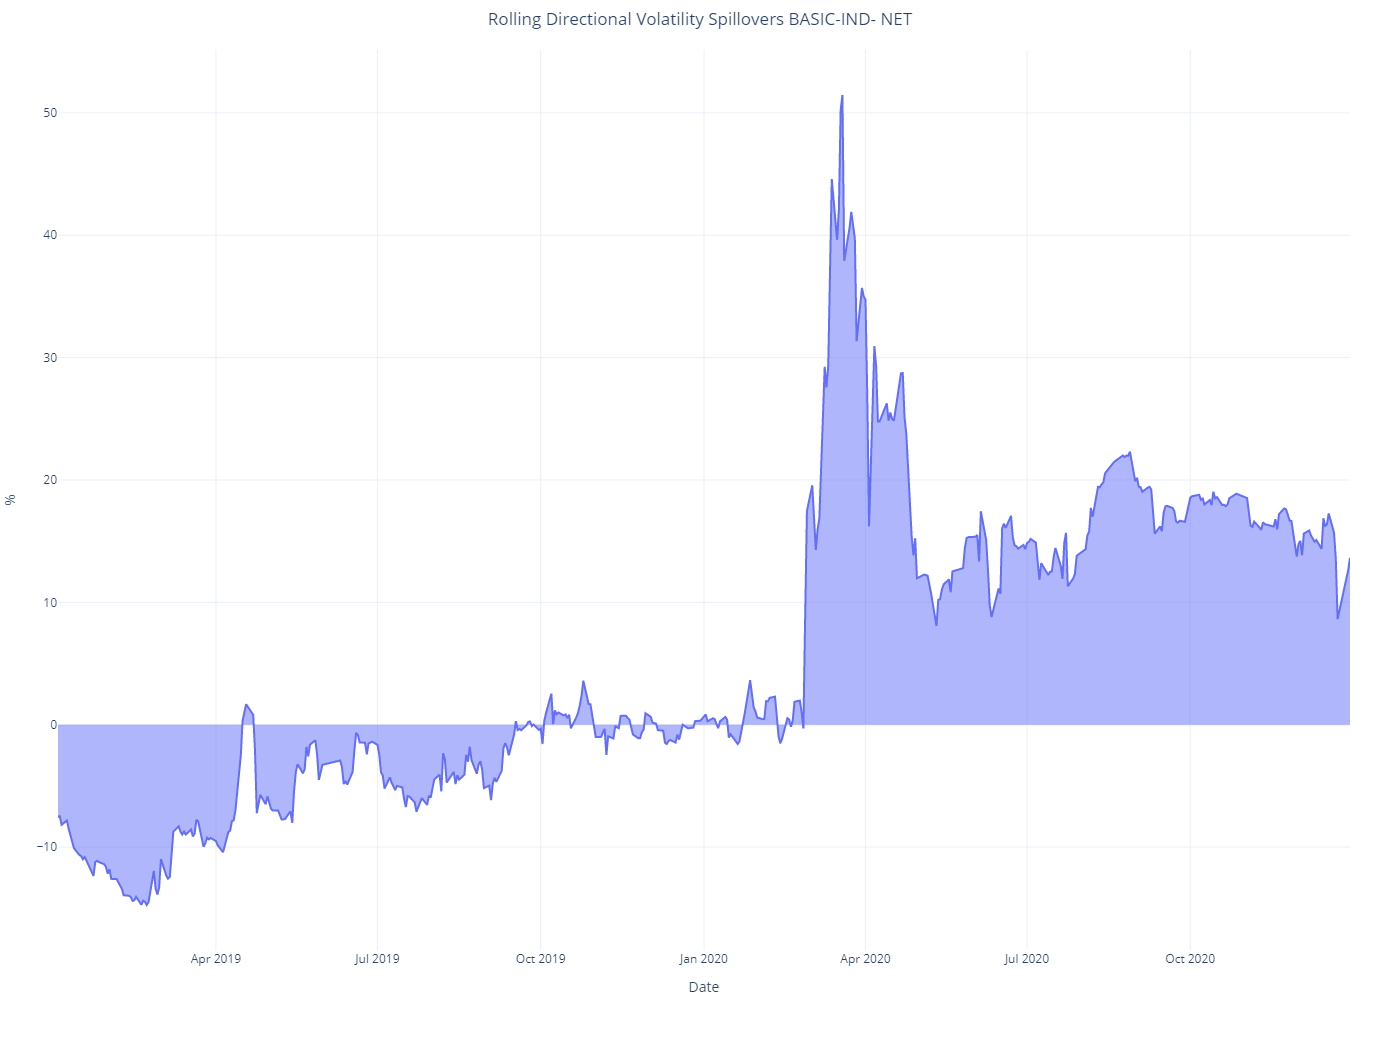 Rolling Directional Volatility Spillovers BASIC-IND- NET
50
40
30
20
10
0
−10
%
Apr 2019 Jul 2019 Oct 2019 Jan 2020 Apr 2020 Jul 2020 Oct 2020
Date